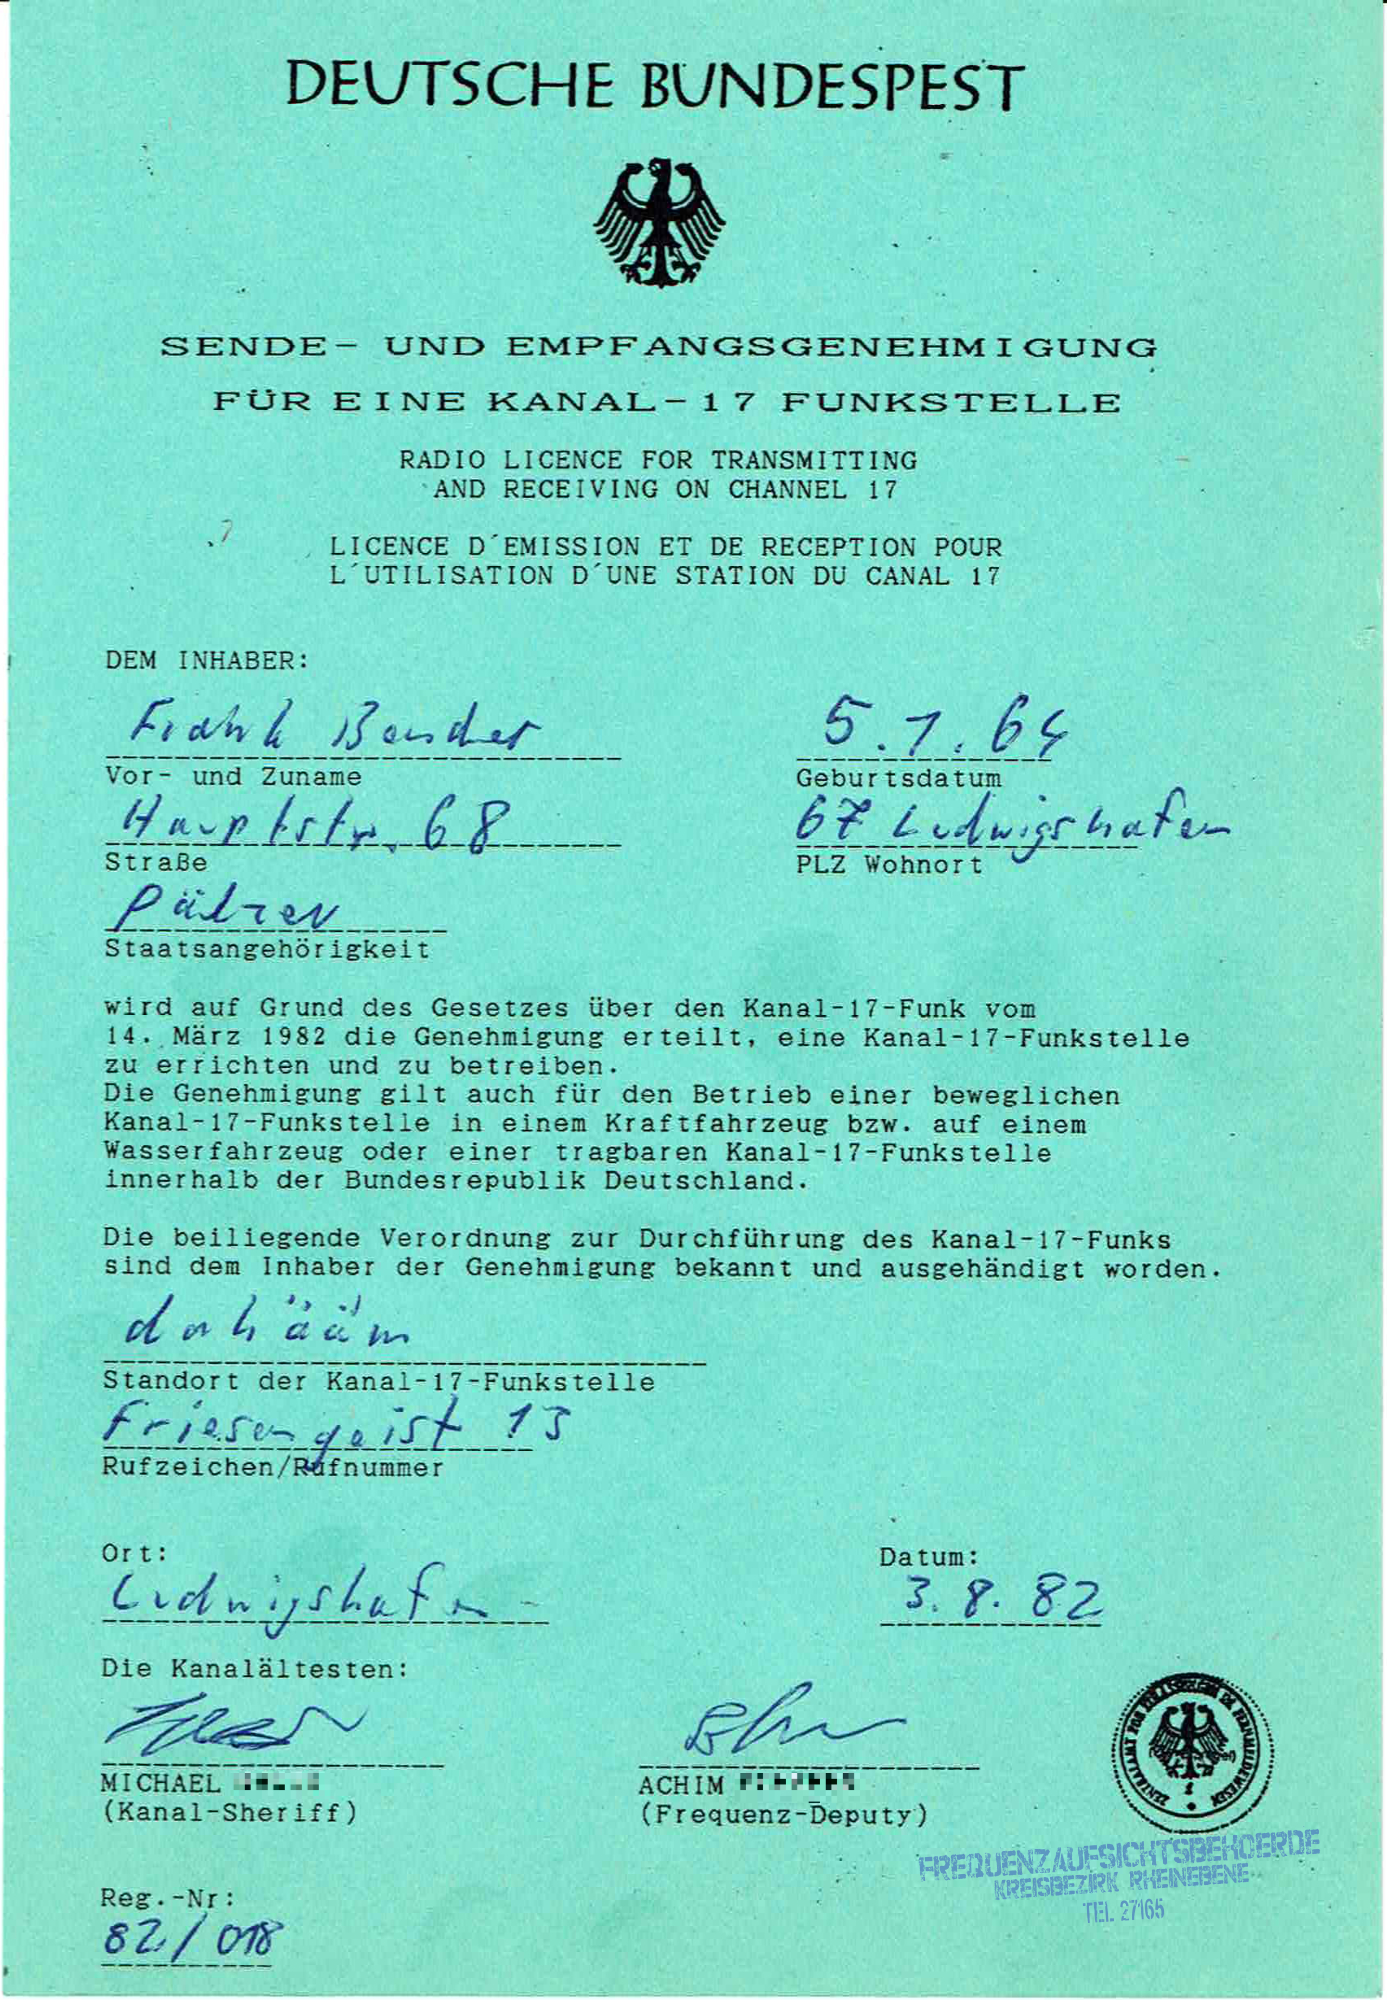 DEUTSCHE BUNDESPEST
SENDE- UND EMPFANGSGENEHMIGUNG
FÜR EINE KANAL-17 FUNKSTELLE
RADIO LICENCE FOR TRANSMITTING
AND RECEIVING ON CHANNEL 17
LICENCE D´EMISSION ET DE RECEPTION POUR
L´UTILISATION D´UNE STATION DU CANAL 17
DEM INHABER:
Frank Bender 5.1.64
Vor- und Zuname Geburtsdatum
Hauptstr. 68 67 Ludwigshafen
Straße PLZ Wohnort
Pälzer
Staatsangehörigkeit
wird auf Grund des Gesetzes über den Kanal-17-Funk vom
14. März 1982 die Genehmigung erteilt, eine Kanal-17-Funkstelle
zu errichten und zu betreiben.
Die Genehmigung gilt auch für den Betrieb einer beweglichen
Kanal-17-Funkstelle in einem Kraftfahrzeug bzw. auf einem
Wasserfahrzeug oder einer tragbaren Kanal-17-Funkstelle
innerhalb der Bundesrepublik Deutschland.
Die beiliegende Verordnung zur Durchführung des Kanal-17-Funks
sind dem Inhaber der Genehmigung bekannt und ausgehändigt worden.
dahääm
Standort der Kanal-17-Funkstelle
Friesengeist 13
Rufzeichen/Rufnummer
Ort: Datum:
Ludwigshafen 3.8.82
Die Kanalältesten:
MICHAEL ACHIM
(Kanal-Sheriff) (Frequenz-Deputy)
ZENTRALAMT FÜR IM FERNMELDEWESEN
FREQUENZAUFSICHTSBEHOERDE
KREISBEZIRK RHEINEBENE
TEL. 27165
Reg.-Nr:
82/018